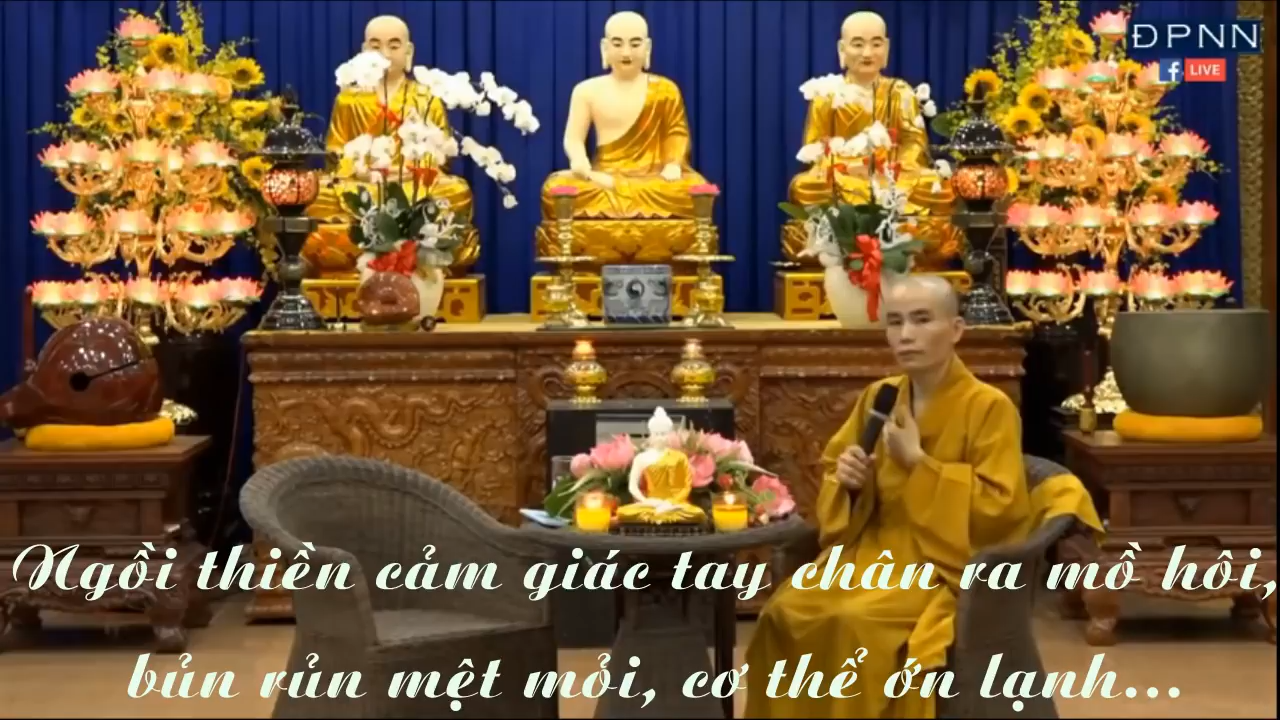 ĐPNN
f LIVE
Ngồi thiền cảm giác tay chân ra mồ hôi,
bủn rủn mệt mỏi, cơ thể ớn lạnh...